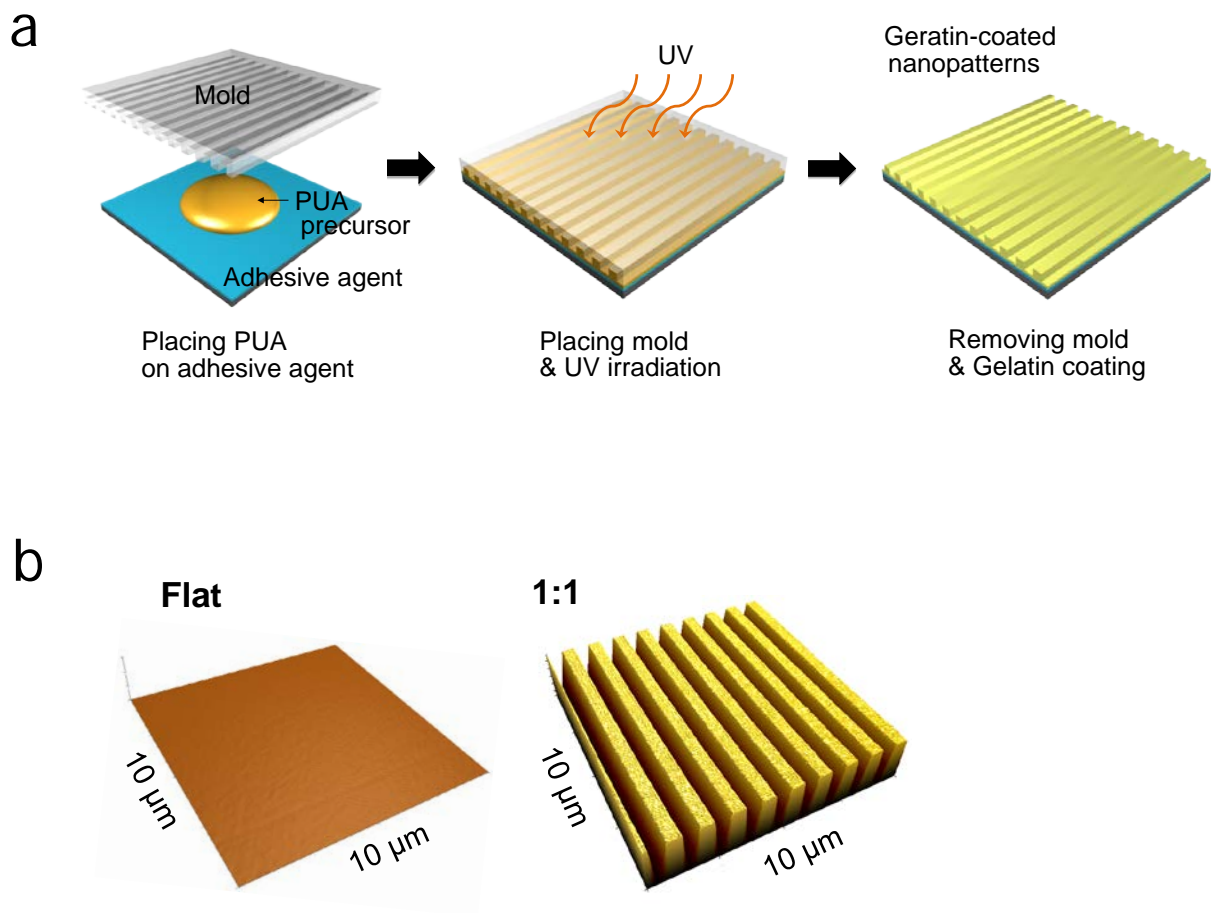 a
Mold
PUA
precursor
Adhesive agent
Placing PUA
on adhesive agent
UV
Placing mold
& UV irradiation
Geratin-coated
nanopatterns
Removing mold
& Gelatin coating
b
Flat
10 µm
10 µm
1:1
10 µm
10 µm